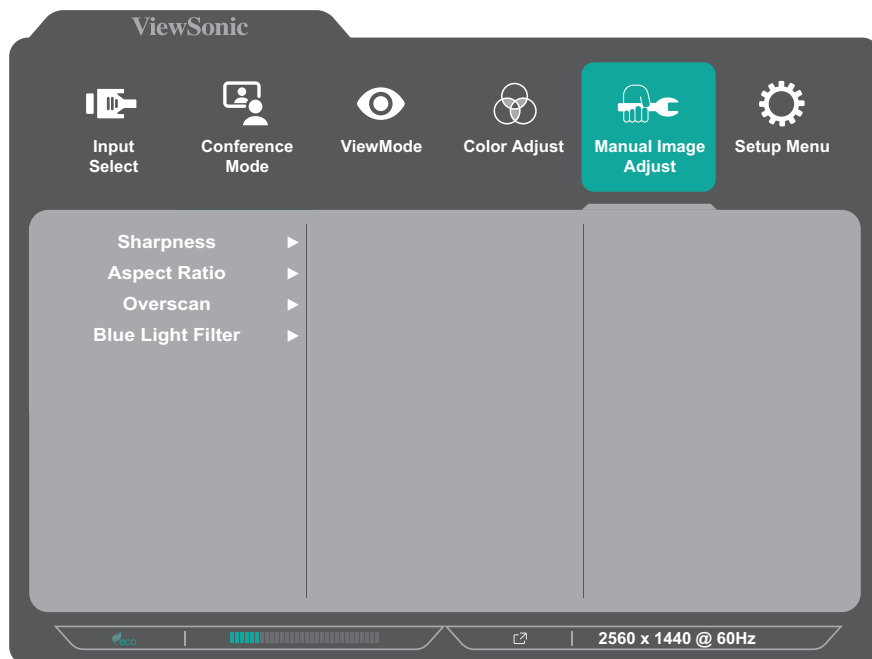 ViewSonic
Input
Select
Conference
Mode
ViewMode
Color Adjust
Manual Image
Adjust
Setup Menu
Sharpness
Aspect Ratio
Overscan
Blue Light Filter
ECO
2560 x 1440 @ 60Hz